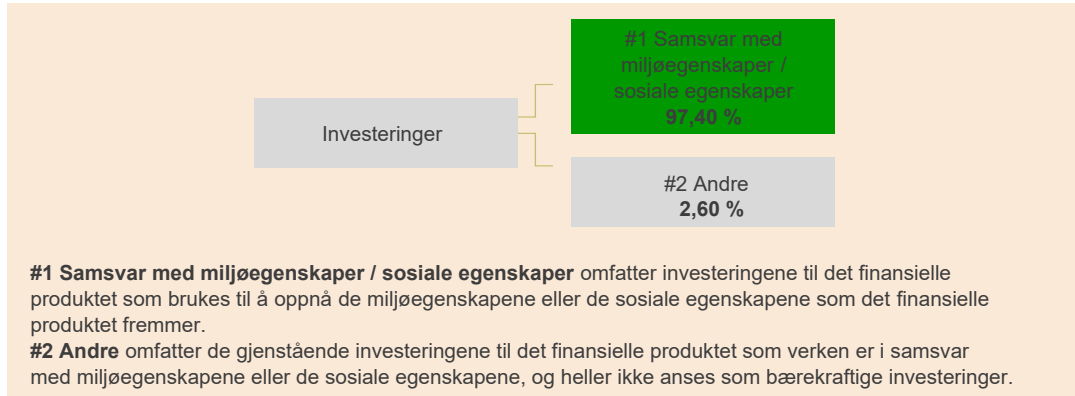 #1 Samsvar med
miljøegenskaper /
sosiale egenskaper
97,40 %
Investeringer
#2 Andre
2,60 %
#1 Samsvar med miljøegenskaper / sosiale egenskaper omfatter investeringene til det finansielle
produktet som brukes til å oppnå de miljøegenskapene eller de sosiale egenskapene som det finansielle
produktet fremmer.
#2 Andre omfatter de gjenstående investeringene til det finansielle produktet som verken er i samsvar
med miljøegenskapene eller de sosiale egenskapene, og heller ikke anses som bærekraftige investeringer.